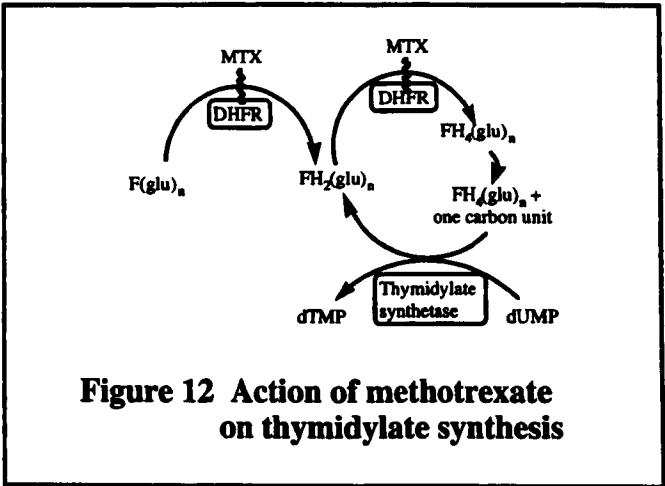 MTX
MTX
DHFR
DHFR
FH₄(glu)ₙ
F(glu)ₙ
FH₂(glu)ₙ
FH₄(glu)ₙ +
one carbon unit
Thymidylate
synthetase
dTMP
dUMP
Figure 12 Action of methotrexate
on thymidylate synthesis